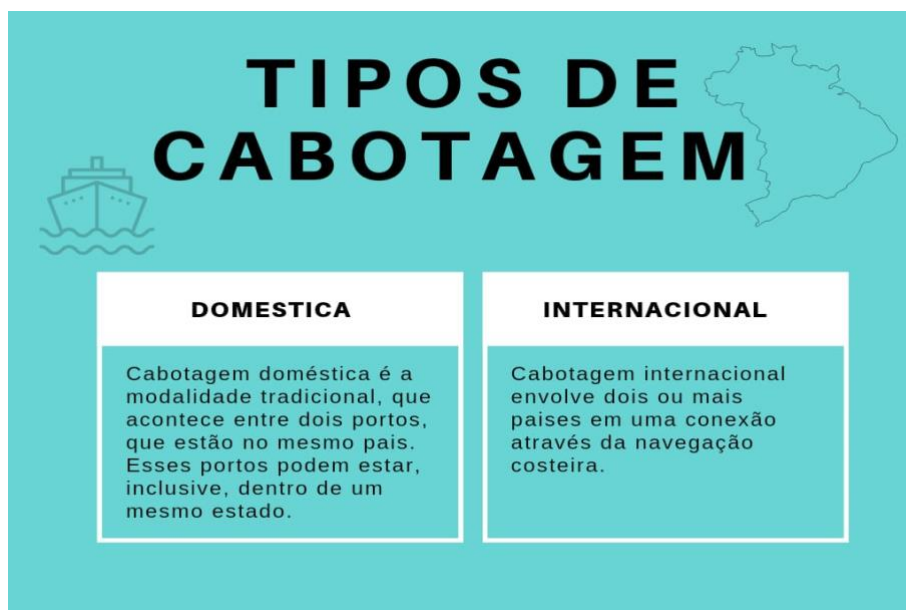 TIPOS DE
CABOTAGEM
DOMESTICA
Cabotagem doméstica é a
modalidade tradicional, que
acontece entre dois portos,
que estão no mesmo pais.
Esses portos podem estar,
inclusive, dentro de um
mesmo estado.
INTERNACIONAL
Cabotagem internacional
envolve dois ou mais
paises em uma conexão
através da navegação
costeira.